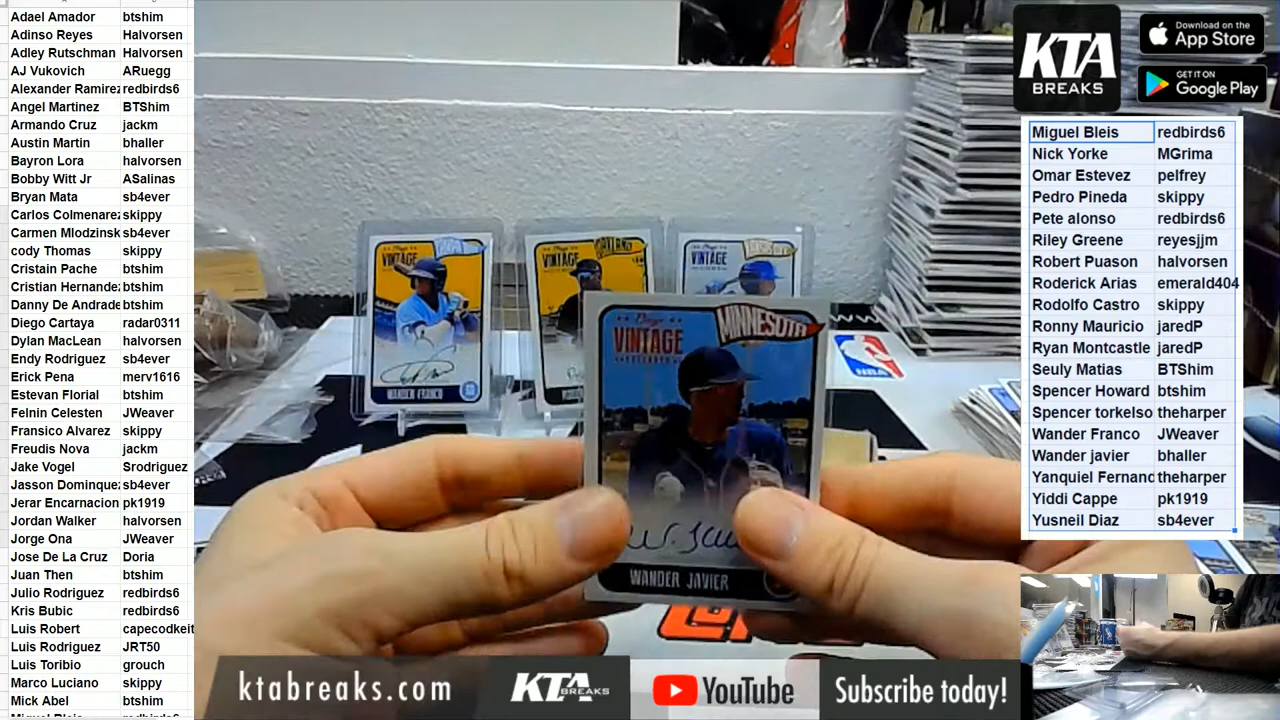 Adael Amador btshim
Adinso Reyes Halvorsen
Adley Rutschman Halvorsen
AJ Vukovich ARuegg
Alexander Ramirez redbirds6
Angel Martinez BTShim
Armando Cruz jackm
Austin Martin bhaller
Bayron Lora halvorsen
Bobby Witt Jr ASalinas
Bryan Mata sb4ever
Carlos Colmenarez skippy
Carmen Mlodzinsk sb4ever
cody Thomas skippy
Cristain Pache btshim
Cristian Hernandez btshim
Danny De Andrade btshim
Diego Cartaya radar0311
Dylan MacLean halvorsen
Endy Rodriguez sb4ever
Erick Pena merv1616
Estevan Florial btshim
Felnin Celesten JWeaver
Fransico Alvarez skippy
Freudis Nova jackm
Jake Vogel Srodriguez
Jasson Dominque sb4ever
Jerar Encarnacion pk1919
Jordan Walker halvorsen
Jorge Ona JWeaver
Jose De La Cruz Doria
Juan Then btshim
Julio Rodriguez redbirds6
Kris Bubic redbirds6
Luis Robert capecodkeit
Luis Rodriguez JRT50
Luis Toribio grouch
Marco Luciano skippy
Mick Abel btshim
Miguel Bleis redbirds6
VINTAGE
VINTAGE
VINTAGE
WANDER FRANCO
VINTAGE
MINNESOTA
WANDER JAVIER
KTA
BREAKS
Download on the
App Store
GET IT ON
Google Play
Miguel Bleis redbirds6
Nick Yorke MGrima
Omar Estevez pelfrey
Pedro Pineda skippy
Pete alonso redbirds6
Riley Greene reyesjjm
Robert Puason halvorsen
Roderick Arias emerald404
Rodolfo Castro skippy
Ronny Mauricio jaredP
Ryan Montcastle jaredP
Seuly Matias BTShim
Spencer Howard btshim
Spencer torkelso theharper
Wander Franco JWeaver
Wander javier bhaller
Yanquiel Fernanc theharper
Yiddi Cappe pk1919
Yusneil Diaz sb4ever
NBA
ktabreaks.com
KTA
BREAKS
YouTube
Subscribe today!